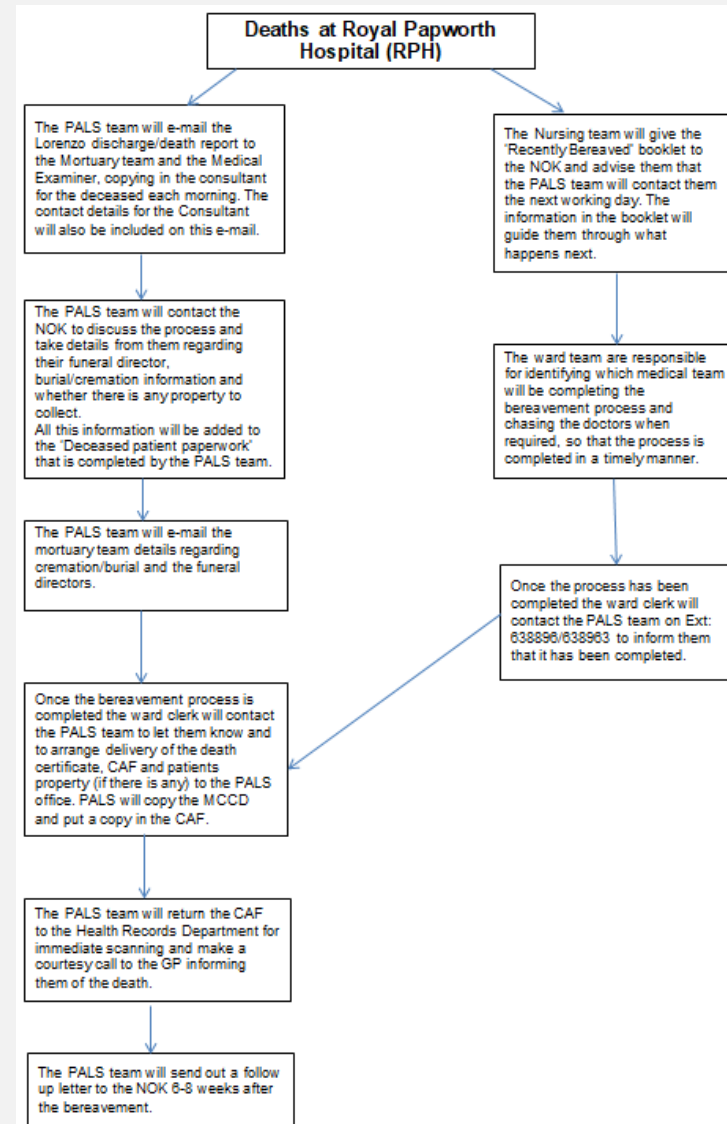 Deaths at Royal Papworth
Hospital (RPH)
The PALS team will e-mail the
Lorenzo discharge/death report to
the Mortuary team and the Medical
Examiner, copying in the consultant
for the deceased each morning. The
contact details for the Consultant
will also be included on this e-mail.
The PALS team will contact the
NOK to discuss the process and
take details from them regarding
their funeral director,
burial/cremation information and
whether there is any property to
collect.
All this information will be added to
the 'Deceased patient paperwork'
that is completed by the PALS team.
The PALS team will e-mail the
mortuary team details regarding
cremation/burial and the funeral
directors.
Once the bereavement process is
completed the ward clerk will contact
the PALS team to let them know and
to arrange delivery of the death
certificate, CAF and patients
property (if there is any) to the PALS
office. PALS will copy the MCCD
and put a copy in the CAF.
The PALS team will return the CAF
to the Health Records Department for
immediate scanning and make a
courtesy call to the GP informing
them of the death.
The PALS team will send out a follow
up letter to the NOK 6-8 weeks after
the bereavement.
The Nursing team will give the
'Recently Bereaved' booklet to
the NOK and advise them that
the PALS team will contact them
the next working day. The
information in the booklet will
guide them through what
happens next.
The ward team are responsible
for identifying which medical team
will be completing the
bereavement process and
chasing the doctors when
required, so that the process is
completed in a timely manner.
Once the process has been
completed the ward clerk will
contact the PALS team on Ext:
638896/638963 to inform them
that it has been completed.